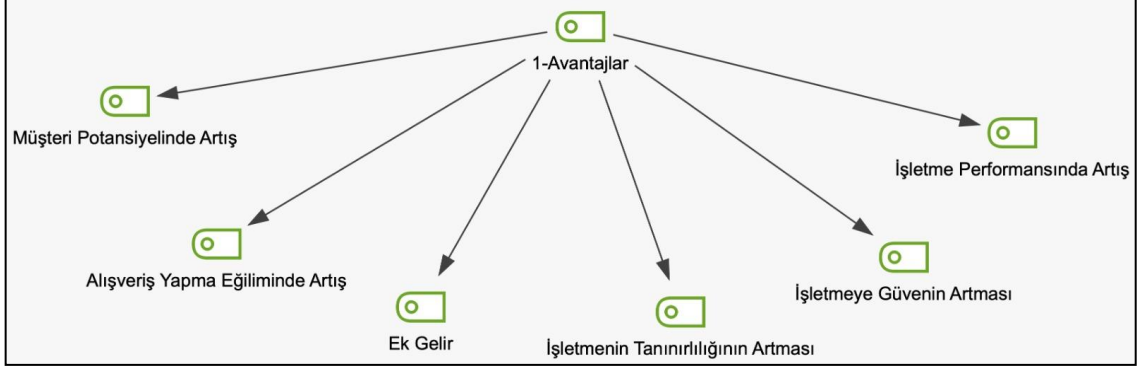 1-Avantajlar
Müşteri Potansiyelinde Artış
İşletme Performansında Artış
Alışveriş Yapma Eğiliminde Artış
İşletmeye Güvenin Artması
Ek Gelir
İşletmenin Tanınırlılığının Artması